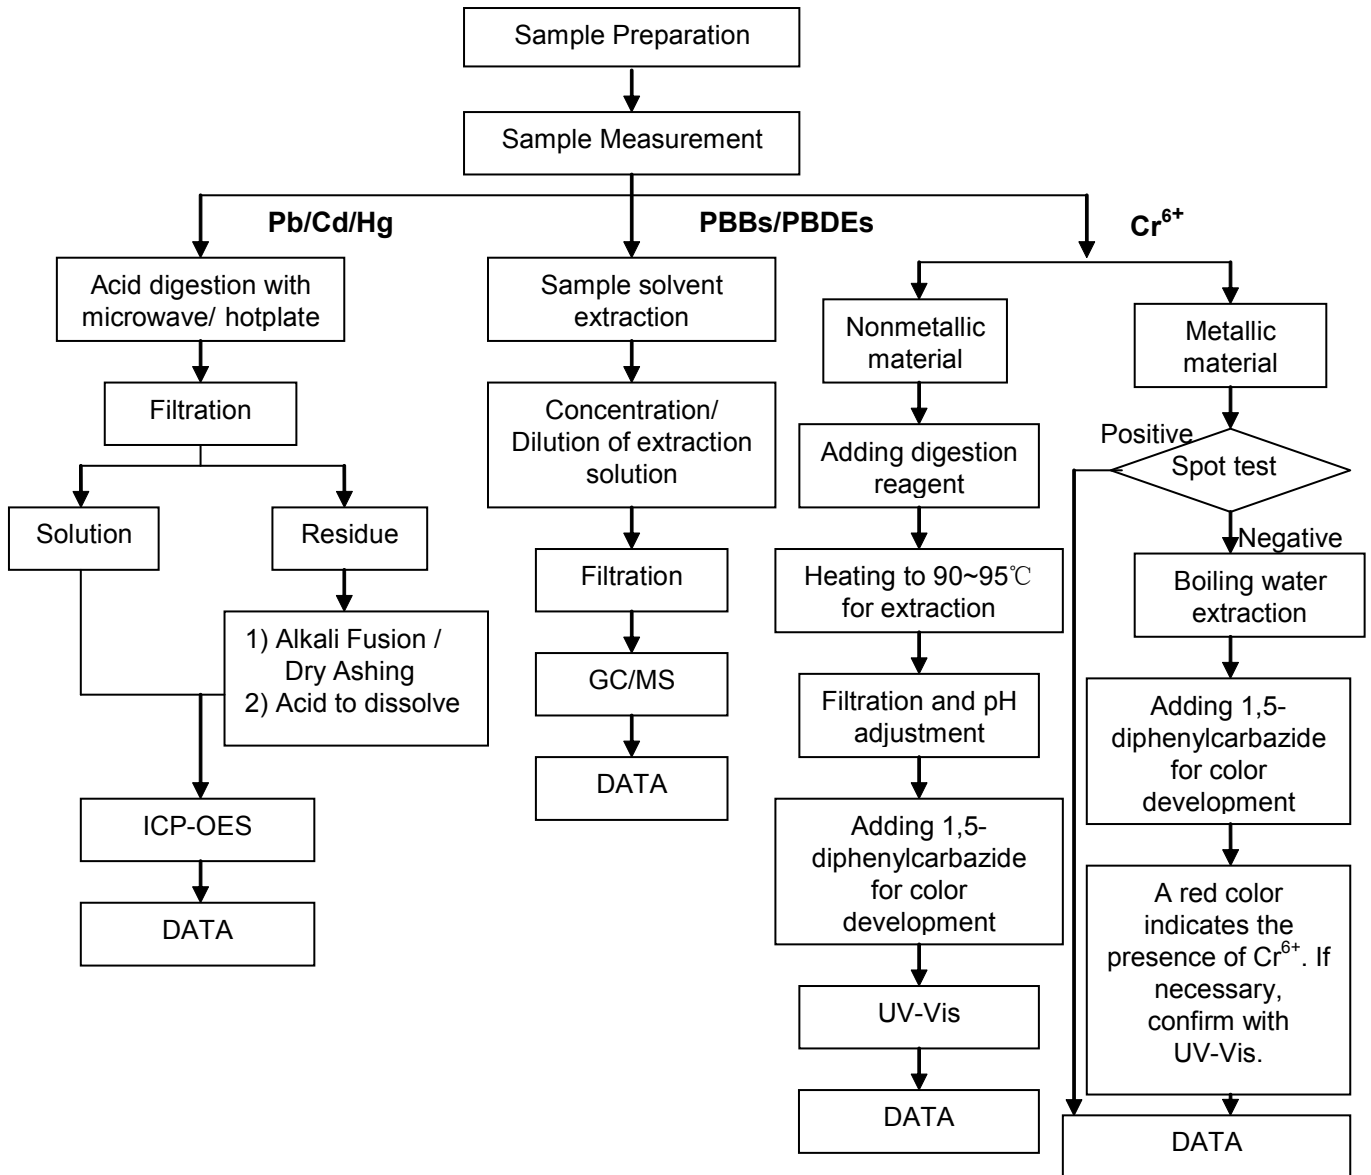 Sample Preparation
Sample Measurement
Pb/Cd/Hg
PBBs/PBDEs
Cr6+
Acid digestion with
microwave/ hotplate
Filtration
Solution
Residue
1) Alkali Fusion /
Dry Ashing
2) Acid to dissolve
ICP-OES
DATA
Sample solvent
extraction
Concentration/
Dilution of extraction
solution
Filtration
GC/MS
DATA
Nonmetallic
material
Adding digestion
reagent
Heating to 90~95℃
for extraction
Filtration and pH
adjustment
Adding 1,5-
diphenylcarbazide
for color
development
UV-Vis
DATA
Metallic
material
Positive
Spot test
Negative
Boiling water
extraction
Adding 1,5-
diphenylcarbazide
for color
development
A red color
indicates the
presence of Cr6+. If
necessary,
confirm with
UV-Vis.
DATA